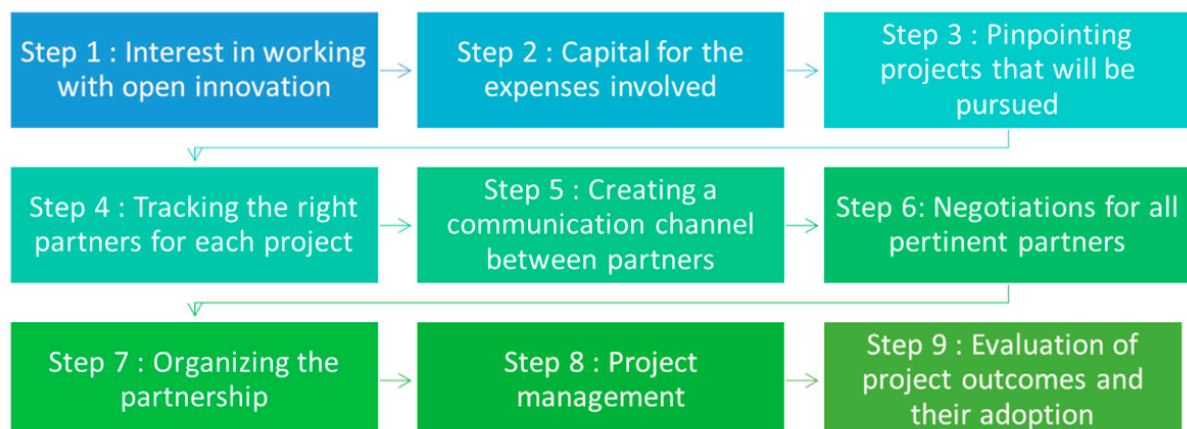 Step 1 : Interest in working
with open innovation
Step 2 : Capital for the
expenses involved
Step 3 : Pinpointing
projects that will be
pursued
Step 4 : Tracking the right
partners for each project
Step 5 : Creating a
communication channel
between partners
Step 6: Negotiations for all
pertinent partners
Step 7 : Organizing the
partnership
Step 8 : Project
management
Step 9 : Evaluation of
project outcomes and
their adoption